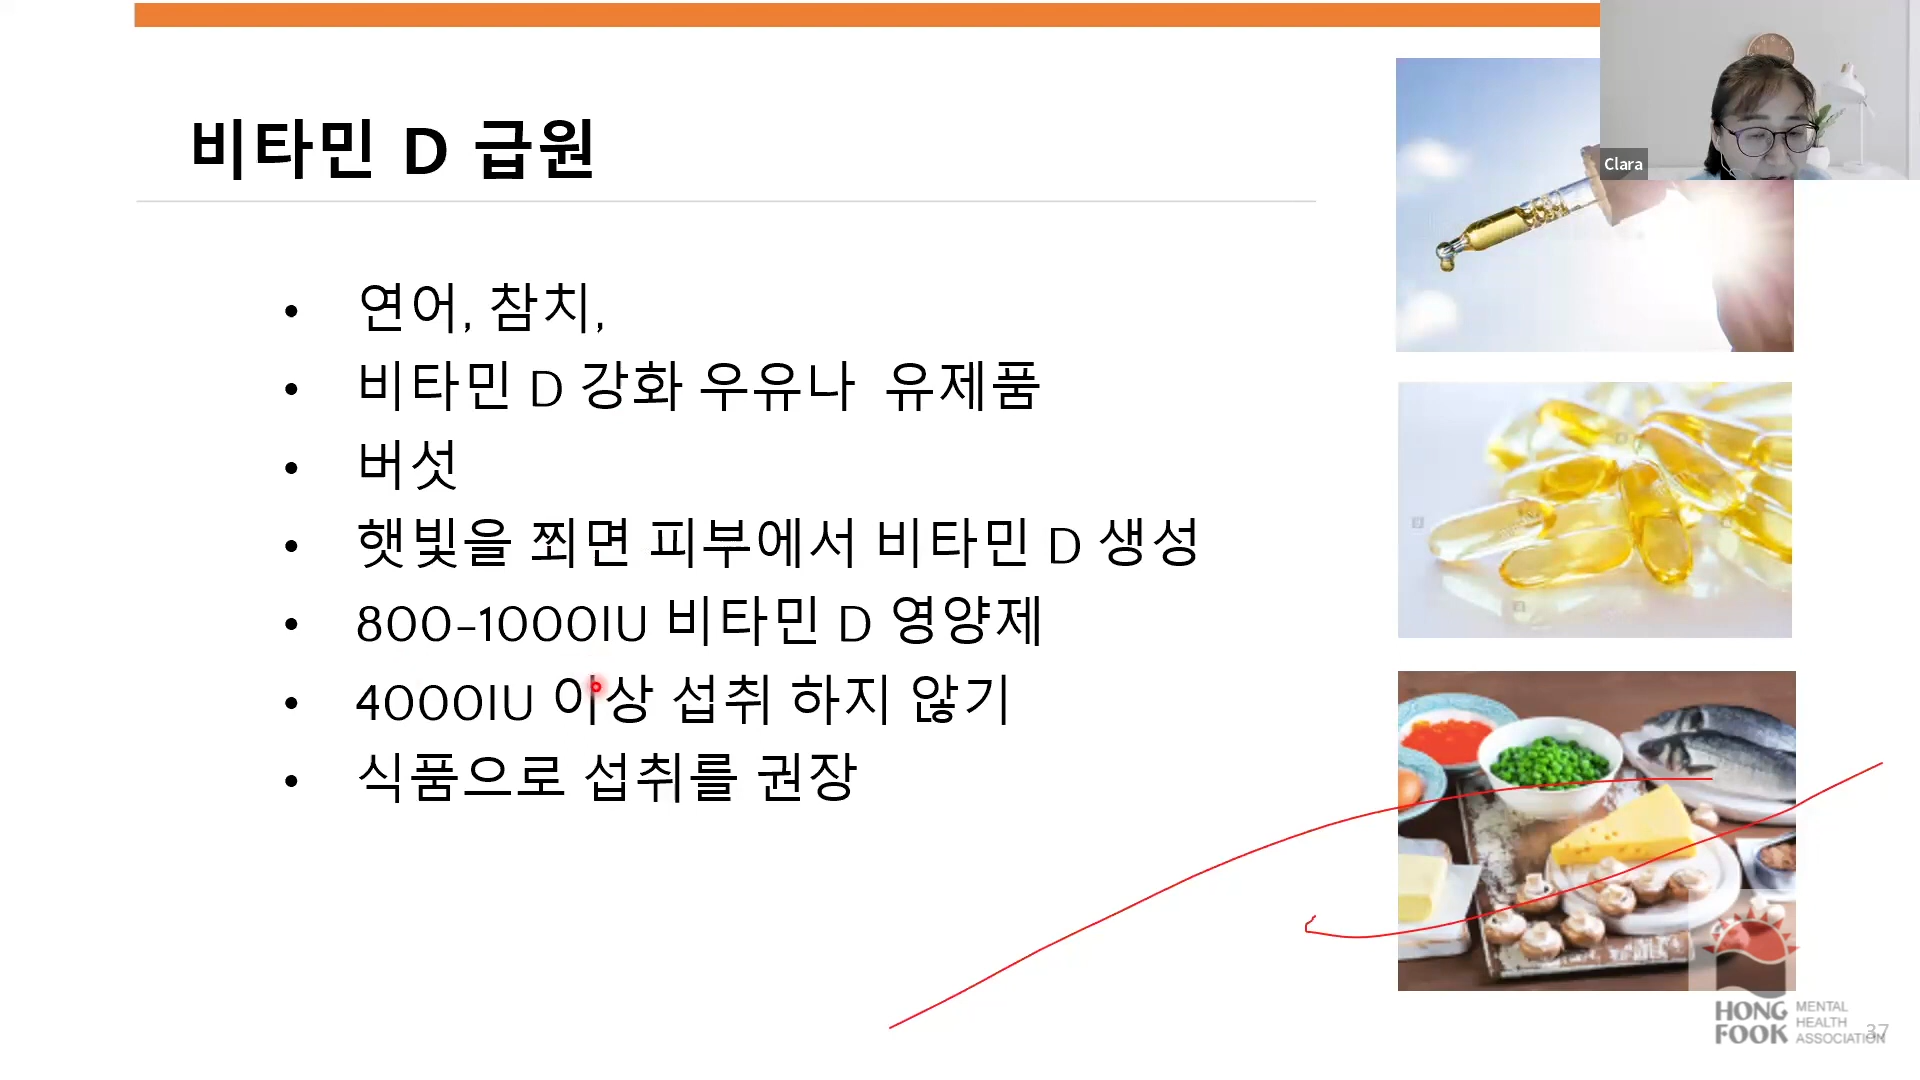 비타민 D 급원
Clara
연어, 참치,
비타민 D 강화 우유나 유제품
버섯
햇빛을 쬐면 피부에서 비타민 D 생성
800-1000IU 비타민 D 영양제
4000IU 이상 섭취 하지 않기
식품으로 섭취를 권장
HONG FOOK
MENTAL HEALTH ASSOCIATION
37